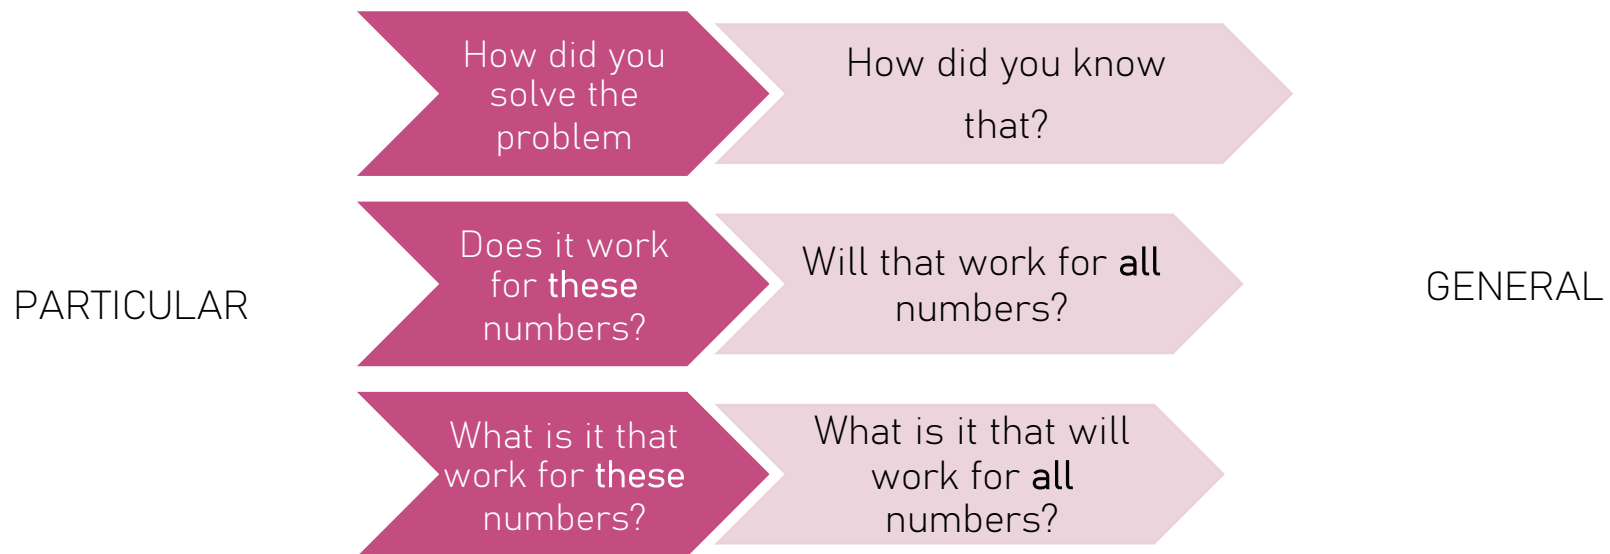 How did you
solve the
problem
How did you know
that?
PARTICULAR
Does it work
for these
numbers?
Will that work for all
numbers?
GENERAL
What is it that
work for these
numbers?
What is it that will
work for all
numbers?